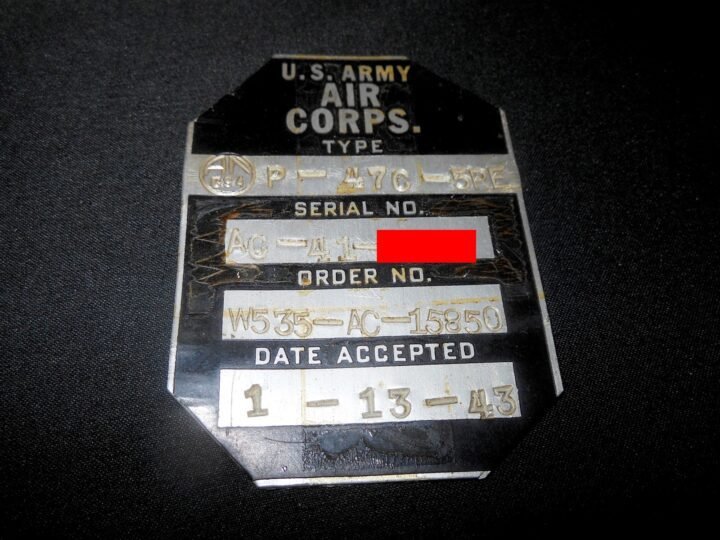 U.S. ARMY
AIR
CORPS.
TYPE
P - 47C - 5RE
SERIAL NO.
AC - 41 -
ORDER NO.
W535-AC-15850
DATE ACCEPTED
1 - 13 - 43